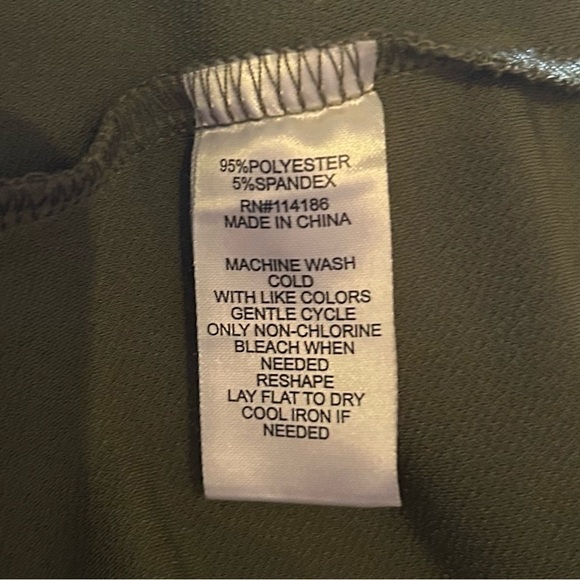 95%POLYESTER
5%SPANDEX
RN#114186
MADE IN CHINA
MACHINE WASH
COLD
WITH LIKE COLORS
GENTLE CYCLE
ONLY NON-CHLORINE
BLEACH WHEN
NEEDED
RESHAPE
LAY FLAT TO DRY
COOL IRON IF
NEEDED